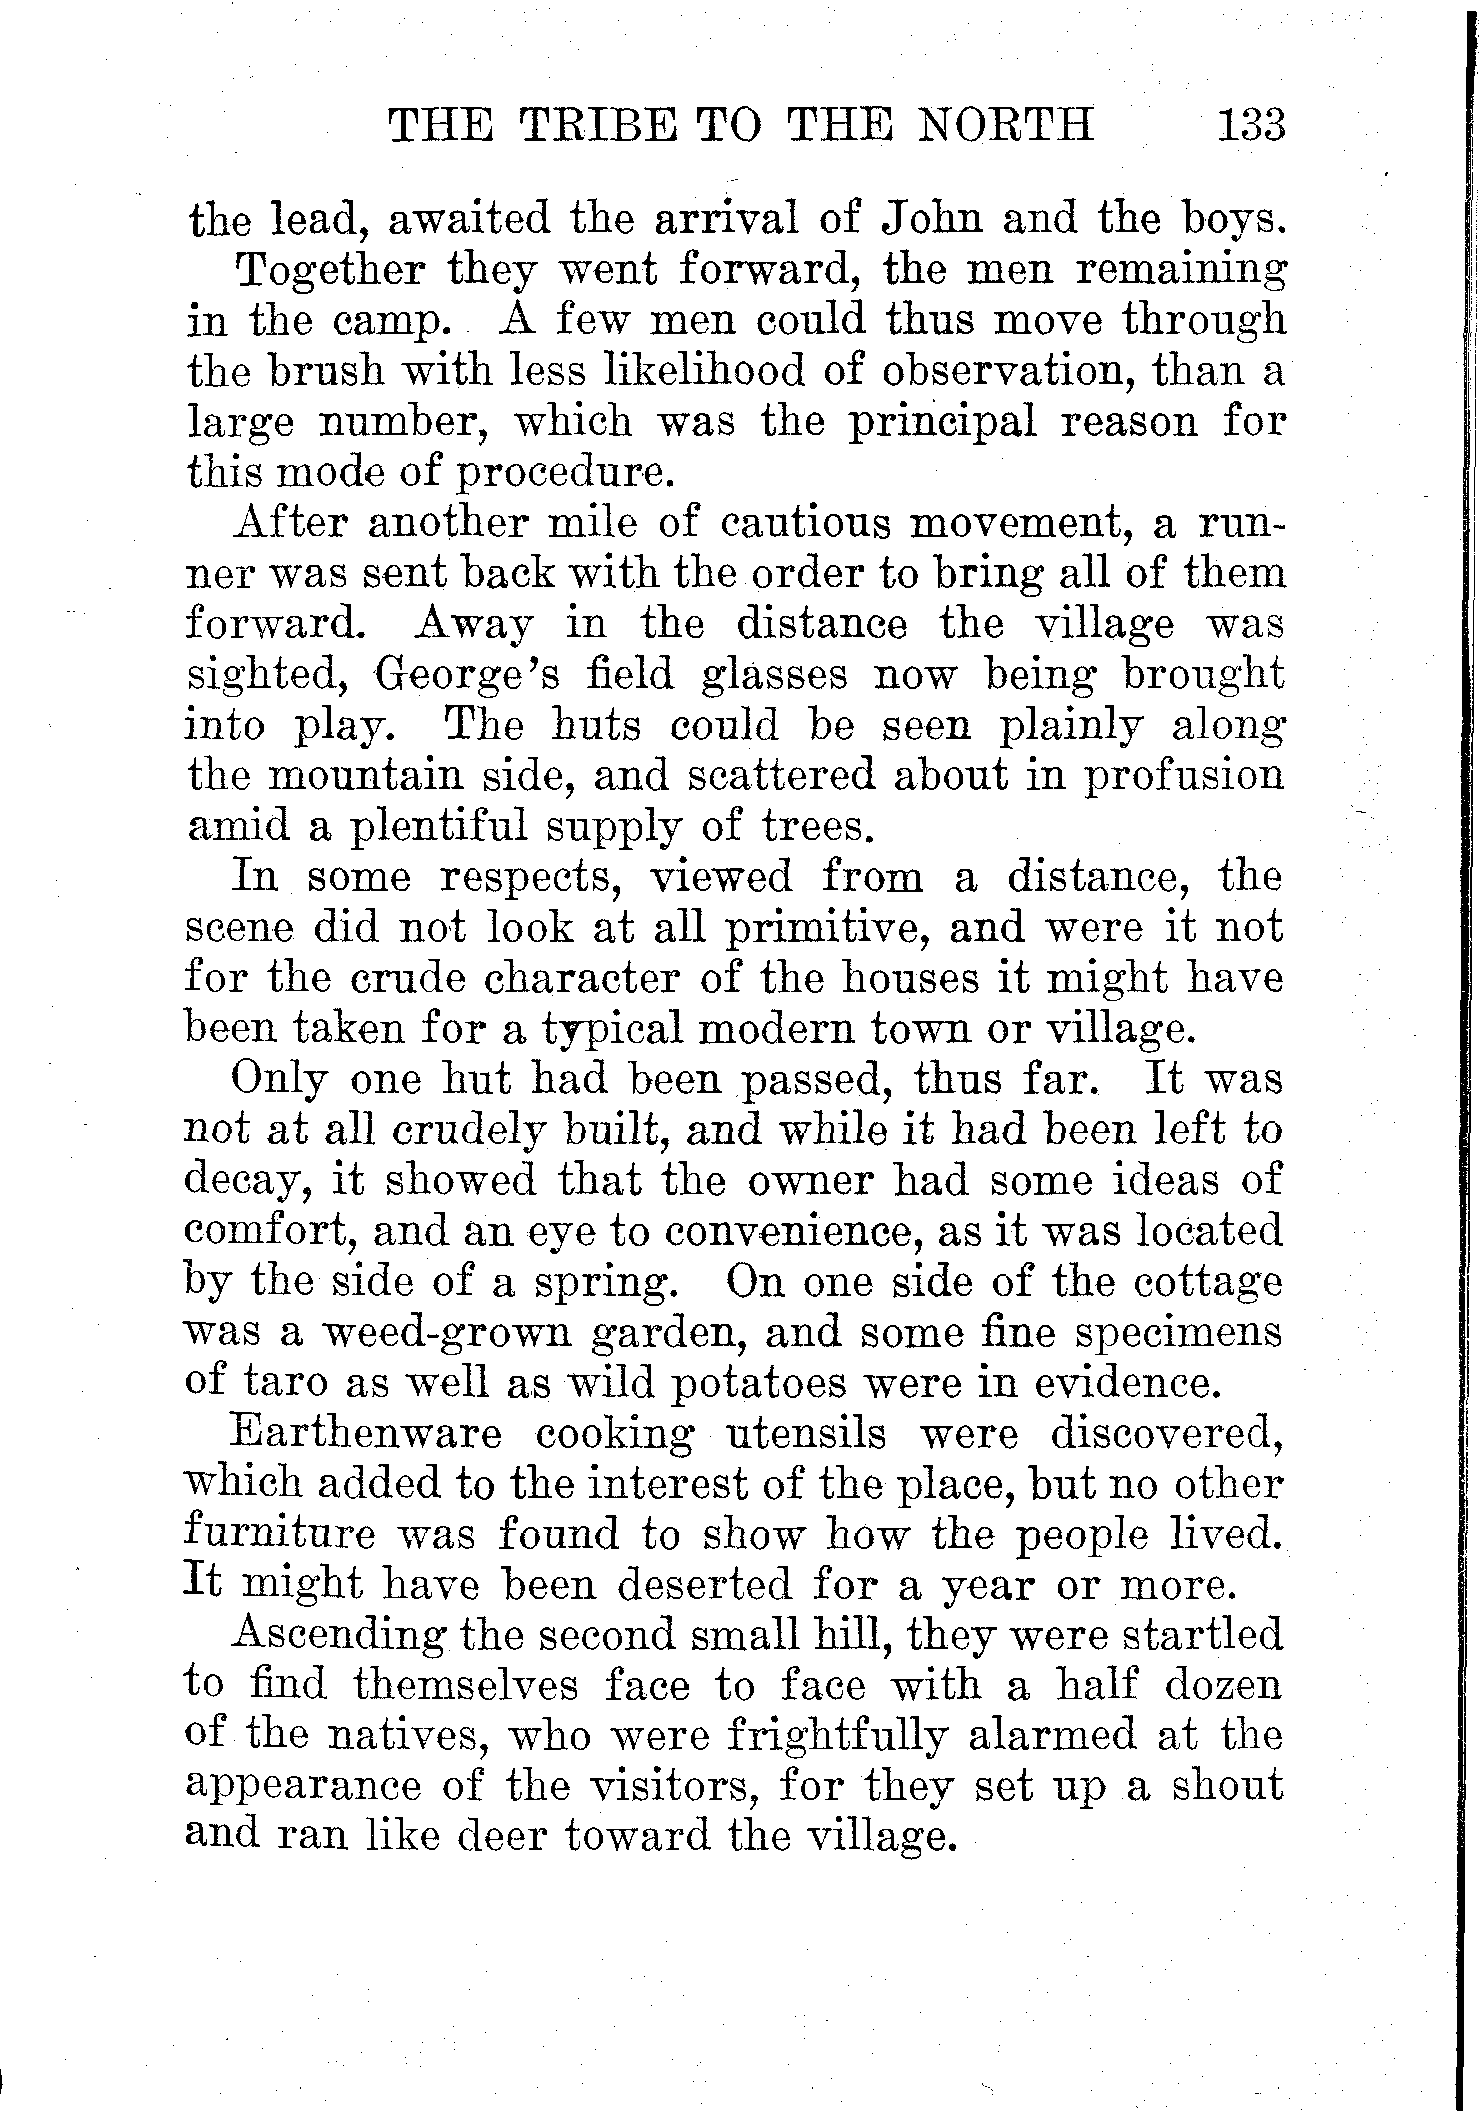 THE TRIBE TO THE NORTH 133
the lead, awaited the arrival of John and the boys.
Together they went forward, the men remaining
in the camp. A few men could thus move through
the brush with less likelihood of observation, than a
large number, which was the principal reason for
this mode of procedure.
After another mile of cautious movement, a run-
ner was sent back with the order to bring all of them
forward. Away in the distance the village was
sighted, George's field glasses now being brought
into play. The huts could be seen plainly along
the mountain side, and scattered about in profusion
amid a plentiful supply of trees.
In some respects, viewed from a distance, the
scene did not look at all primitive, and were it not
for the crude character of the houses it might have
been taken for a typical modern town or village.
Only one hut had been passed, thus far. It was
not at all crudely built, and while it had been left to
decay, it showed that the owner had some ideas of
comfort, and an eye to convenience, as it was located
by the side of a spring. On one side of the cottage
was a weed-grown garden, and some fine specimens
of taro as well as wild potatoes were in evidence.
Earthenware cooking utensils were discovered,
which added to the interest of the place, but no other
furniture was found to show how the people lived.
It might have been deserted for a year or more.
Ascending the second small hill, they were startled
to find themselves face to face with a half dozen
of the natives, who were frightfully alarmed at the
appearance of the visitors, for they set up a shout
and ran like deer toward the village.